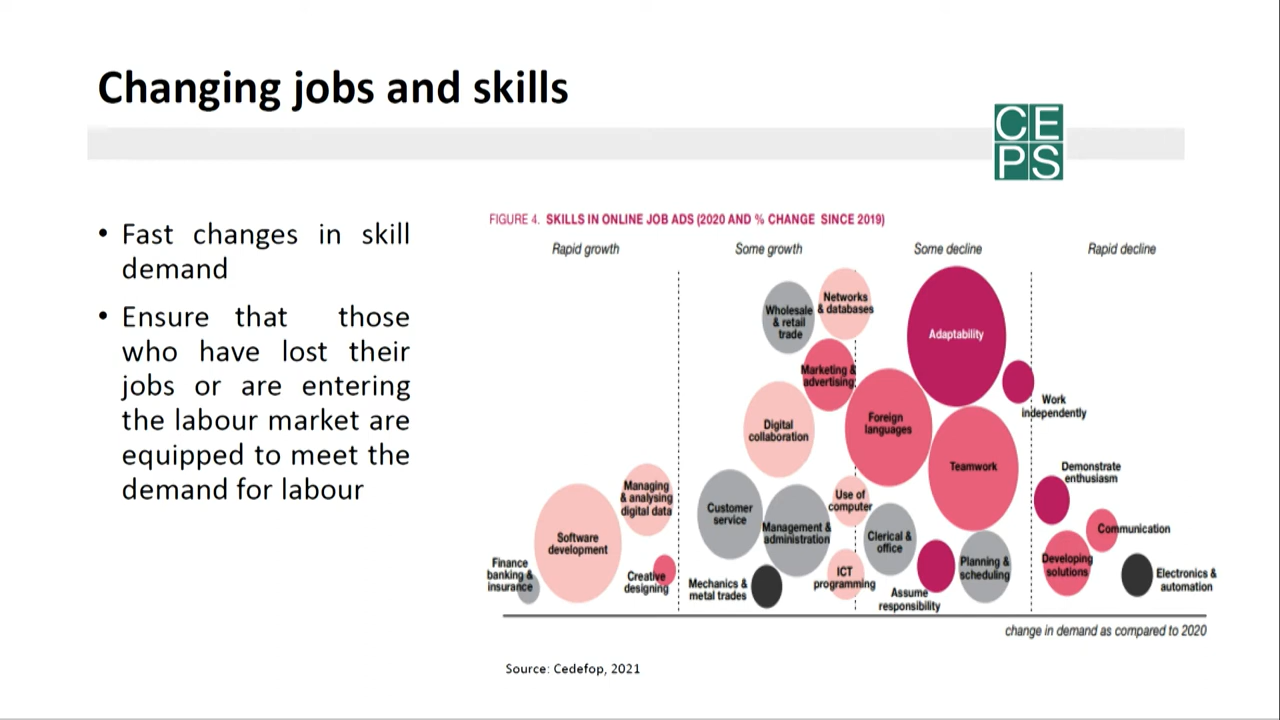 Changing jobs and skills
CE
PS
• Fast changes in skill
demand
• Ensure that those
who have lost their
jobs or are entering
the labour market are
equipped to meet the
demand for labour
FIGURE 4. SKILLS IN ONLINE JOB ADS (2020 AND % CHANGE SINCE 2019)
Rapid growth
Some growth
Some decline
Rapid decline
Finance
banking &
insurance
Software
development
Managing
& analysing
digital data
Creative
designing
Wholesale
& retail
trade
Networks
& databases
Marketing &
advertising
Digital
collaboration
Customer
service
Management &
administration
Use of
computer
Mechanics &
metal trades
ICT
programming
Adaptability
Foreign
languages
Teamwork
Clerical &
office
Assume
responsibility
Planning &
scheduling
Work
independently
Demonstrate
enthusiasm
Communication
Developing
solutions
Electronics &
automation
change in demand as compared to 2020
Source: Cedefop, 2021